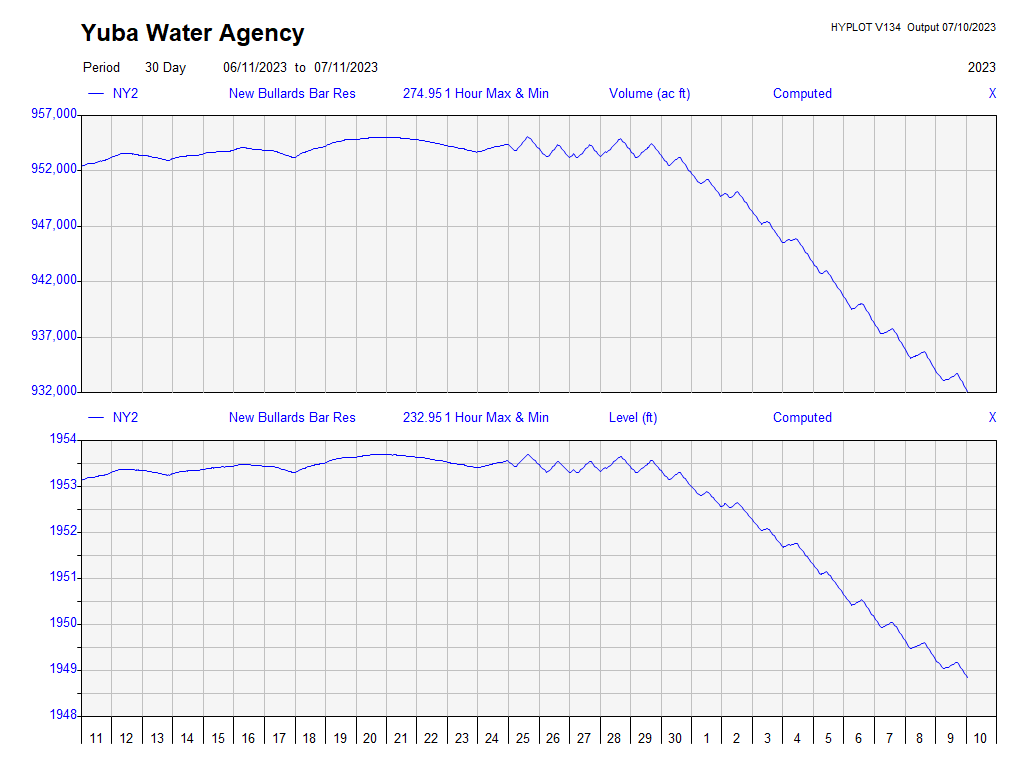 Yuba Water Agency
HYPLOT V134 Output 07/10/2023
Period 30 Day 06/11/2023 to 07/11/2023 2023
NY2 New Bullards Bar Res 274.95 1 Hour Max & Min Volume (ac ft) Computed X
957,000
952,000
947,000
942,000
937,000
932,000
NY2 New Bullards Bar Res 232.95 1 Hour Max & Min Level (ft) Computed X
1954
1953
1952
1951
1950
1949
1948
11 12 13 14 15 16 17 18 19 20 21 22 23 24 25 26 27 28 29 30 1 2 3 4 5 6 7 8 9 10